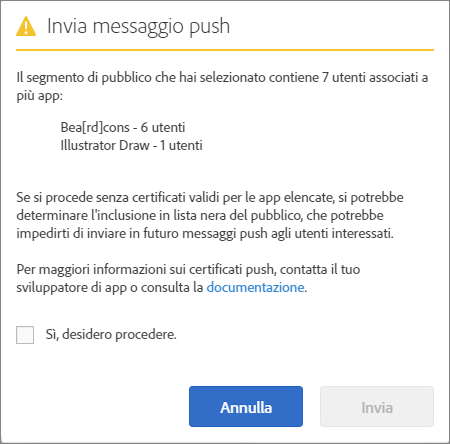 Invia messaggio push
Il segmento di pubblico che hai selezionato contiene 7 utenti associati a
più app:
Bea[rd]cons - 6 utenti
Illustrator Draw - 1 utenti
Se si procede senza certificati validi per le app elencate, si potrebbe
determinare l'inclusione in lista nera del pubblico, che potrebbe
impedirti di inviare in futuro messaggi push agli utenti interessati.
Per maggiori informazioni sui certificati push, contatta il tuo
sviluppatore di app o consulta la documentazione.
Sì, desidero procedere.
Annulla
Invia